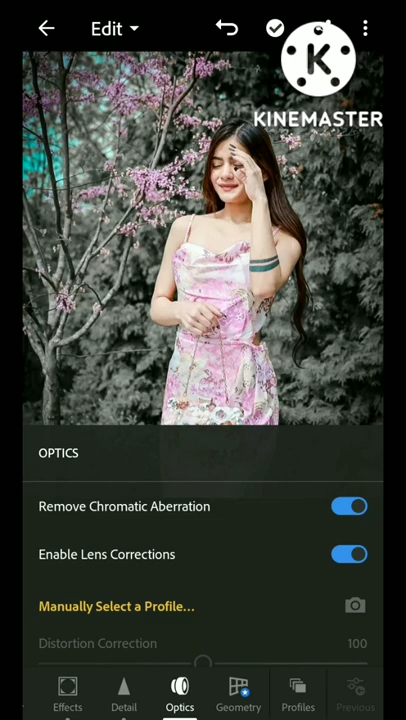 Edit
K
KINEMASTER
OPTICS
Remove Chromatic Aberration
Enable Lens Corrections
Manually Select a Profile...
Distortion Correction 100
Effects Detail Optics Geometry Profiles Previous